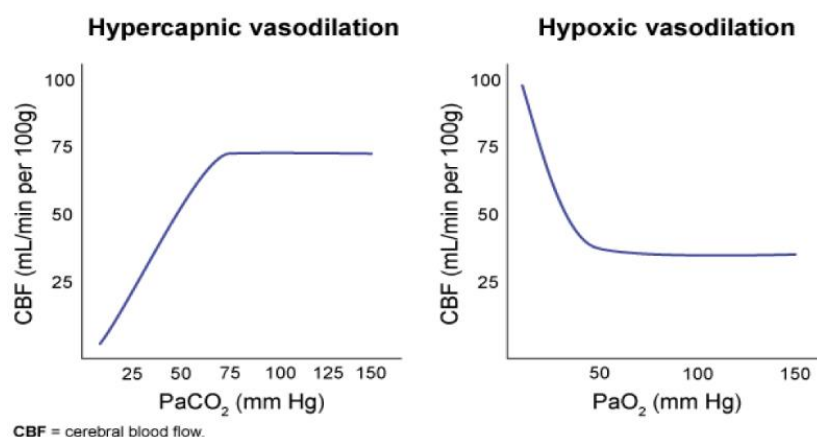 Hypercapnic vasodilation
CBF (mL/min per 100g)
100
75
50
25
25 50 75 100 125 150
PaCO₂ (mm Hg)
Hypoxic vasodilation
CBF (mL/min per 100g)
100
75
50
25
50 100 150
PaO₂ (mm Hg)
CBF = cerebral blood flow.